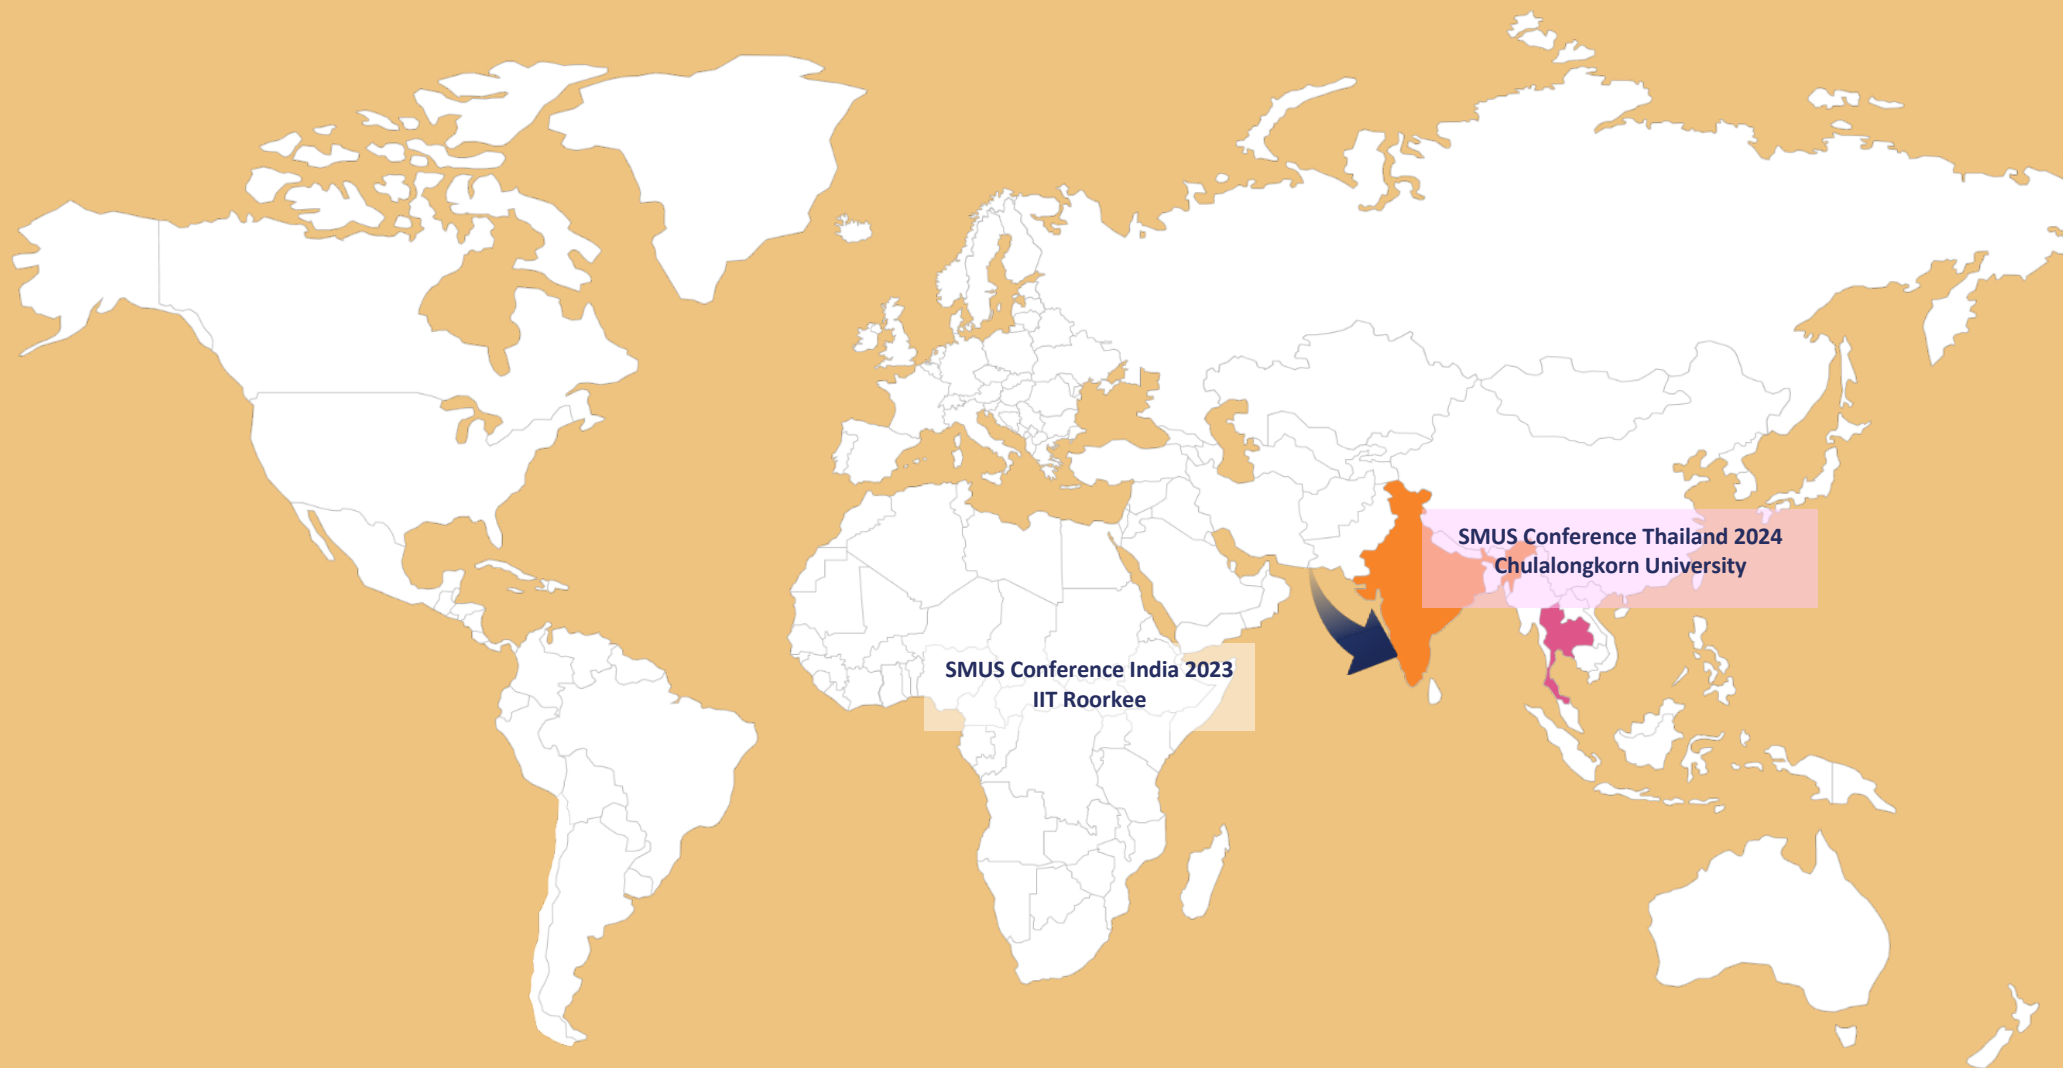 SMUS Conference Thailand 2024
Chulalongkorn University
SMUS Conference India 2023
IIT Roorkee